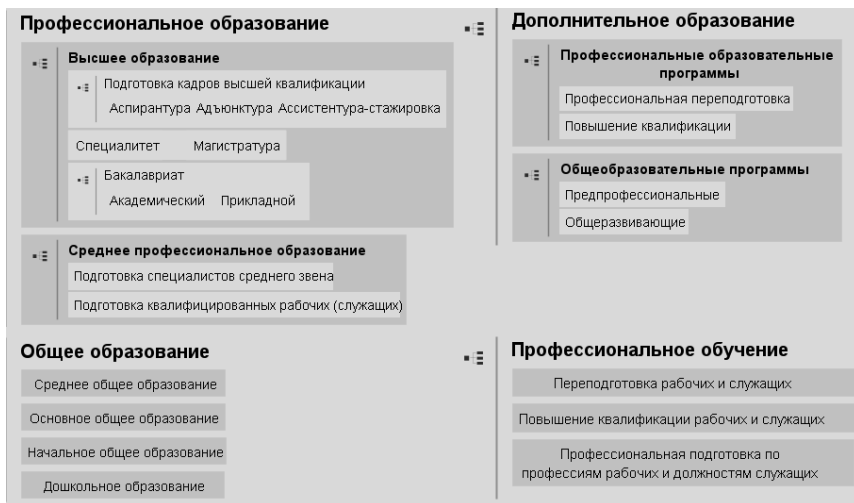 Профессиональное образование
Высшее образование
Подготовка кадров высшей квалификации
Аспирантура Адъюнктура Ассистентура-стажировка
Специалитет Магистратура
Бакалавриат
Академический Прикладной
Среднее профессиональное образование
Подготовка специалистов среднего звена
Подготовка квалифицированных рабочих (служащих)
Дополнительное образование
Профессиональные образовательные
программы
Профессиональная переподготовка
Повышение квалификации
Общеобразовательные программы
Предпрофессиональные
Общеразвивающие
Общее образование
Среднее общее образование
Основное общее образование
Начальное общее образование
Дошкольное образование
Профессиональное обучение
Переподготовка рабочих и служащих
Повышение квалификации рабочих и служащих
Профессиональная подготовка по
профессиям рабочих и должностям служащих